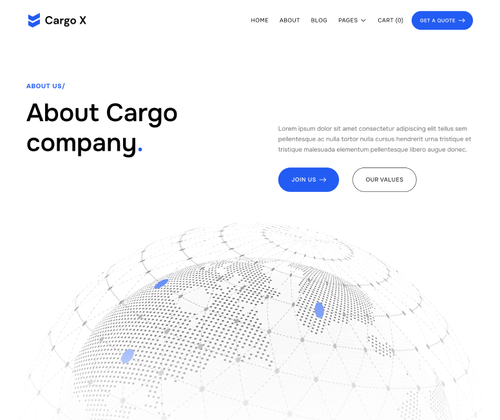 Cargo X
HOME ABOUT BLOG PAGES CART (0) GET A QUOTE
ABOUT US/
About Cargo
company.
Lorem ipsum dolor sit amet consectetur adipiscing elit tellus sem
pellentesque ac nulla tortor nulla cursus hendrerit urna tristique et
tristique malesuada elementum pellentesque libero augue donec.
JOIN US OUR VALUES